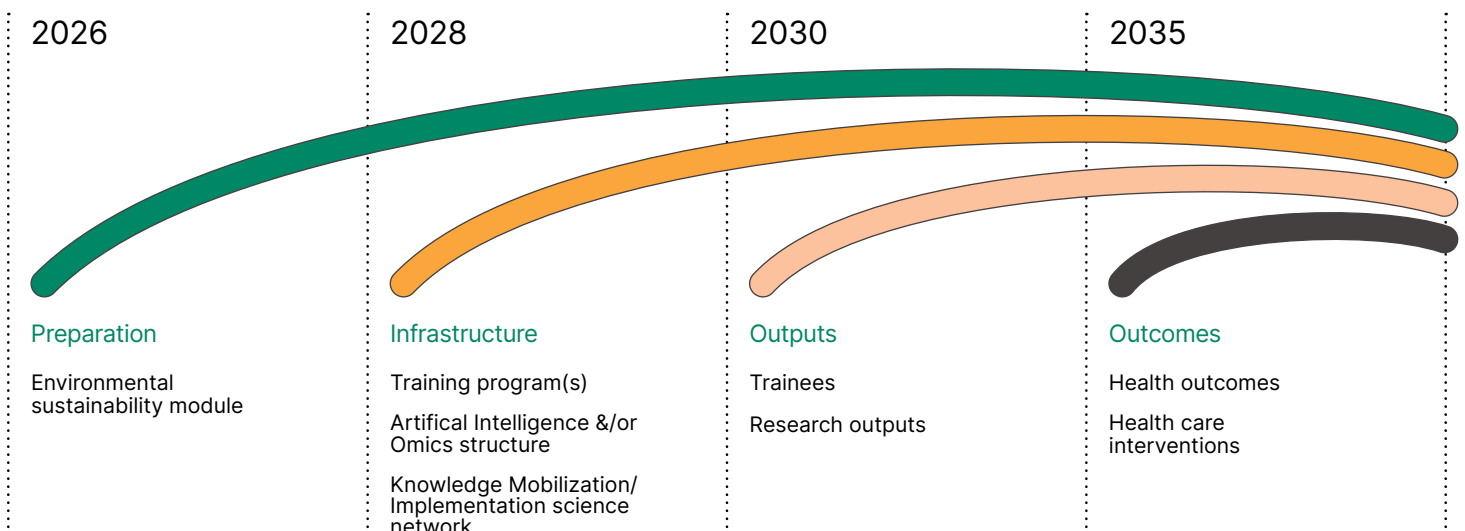 2026
2028
2030
2035
Preparation
Environmental
sustainability module
Infrastructure
Training program(s)
Artifical Intelligence &/or
Omics structure
Knowledge Mobilization/
Implementation science
network
Outputs
Trainees
Research outputs
Outcomes
Health outcomes
Health care
interventions